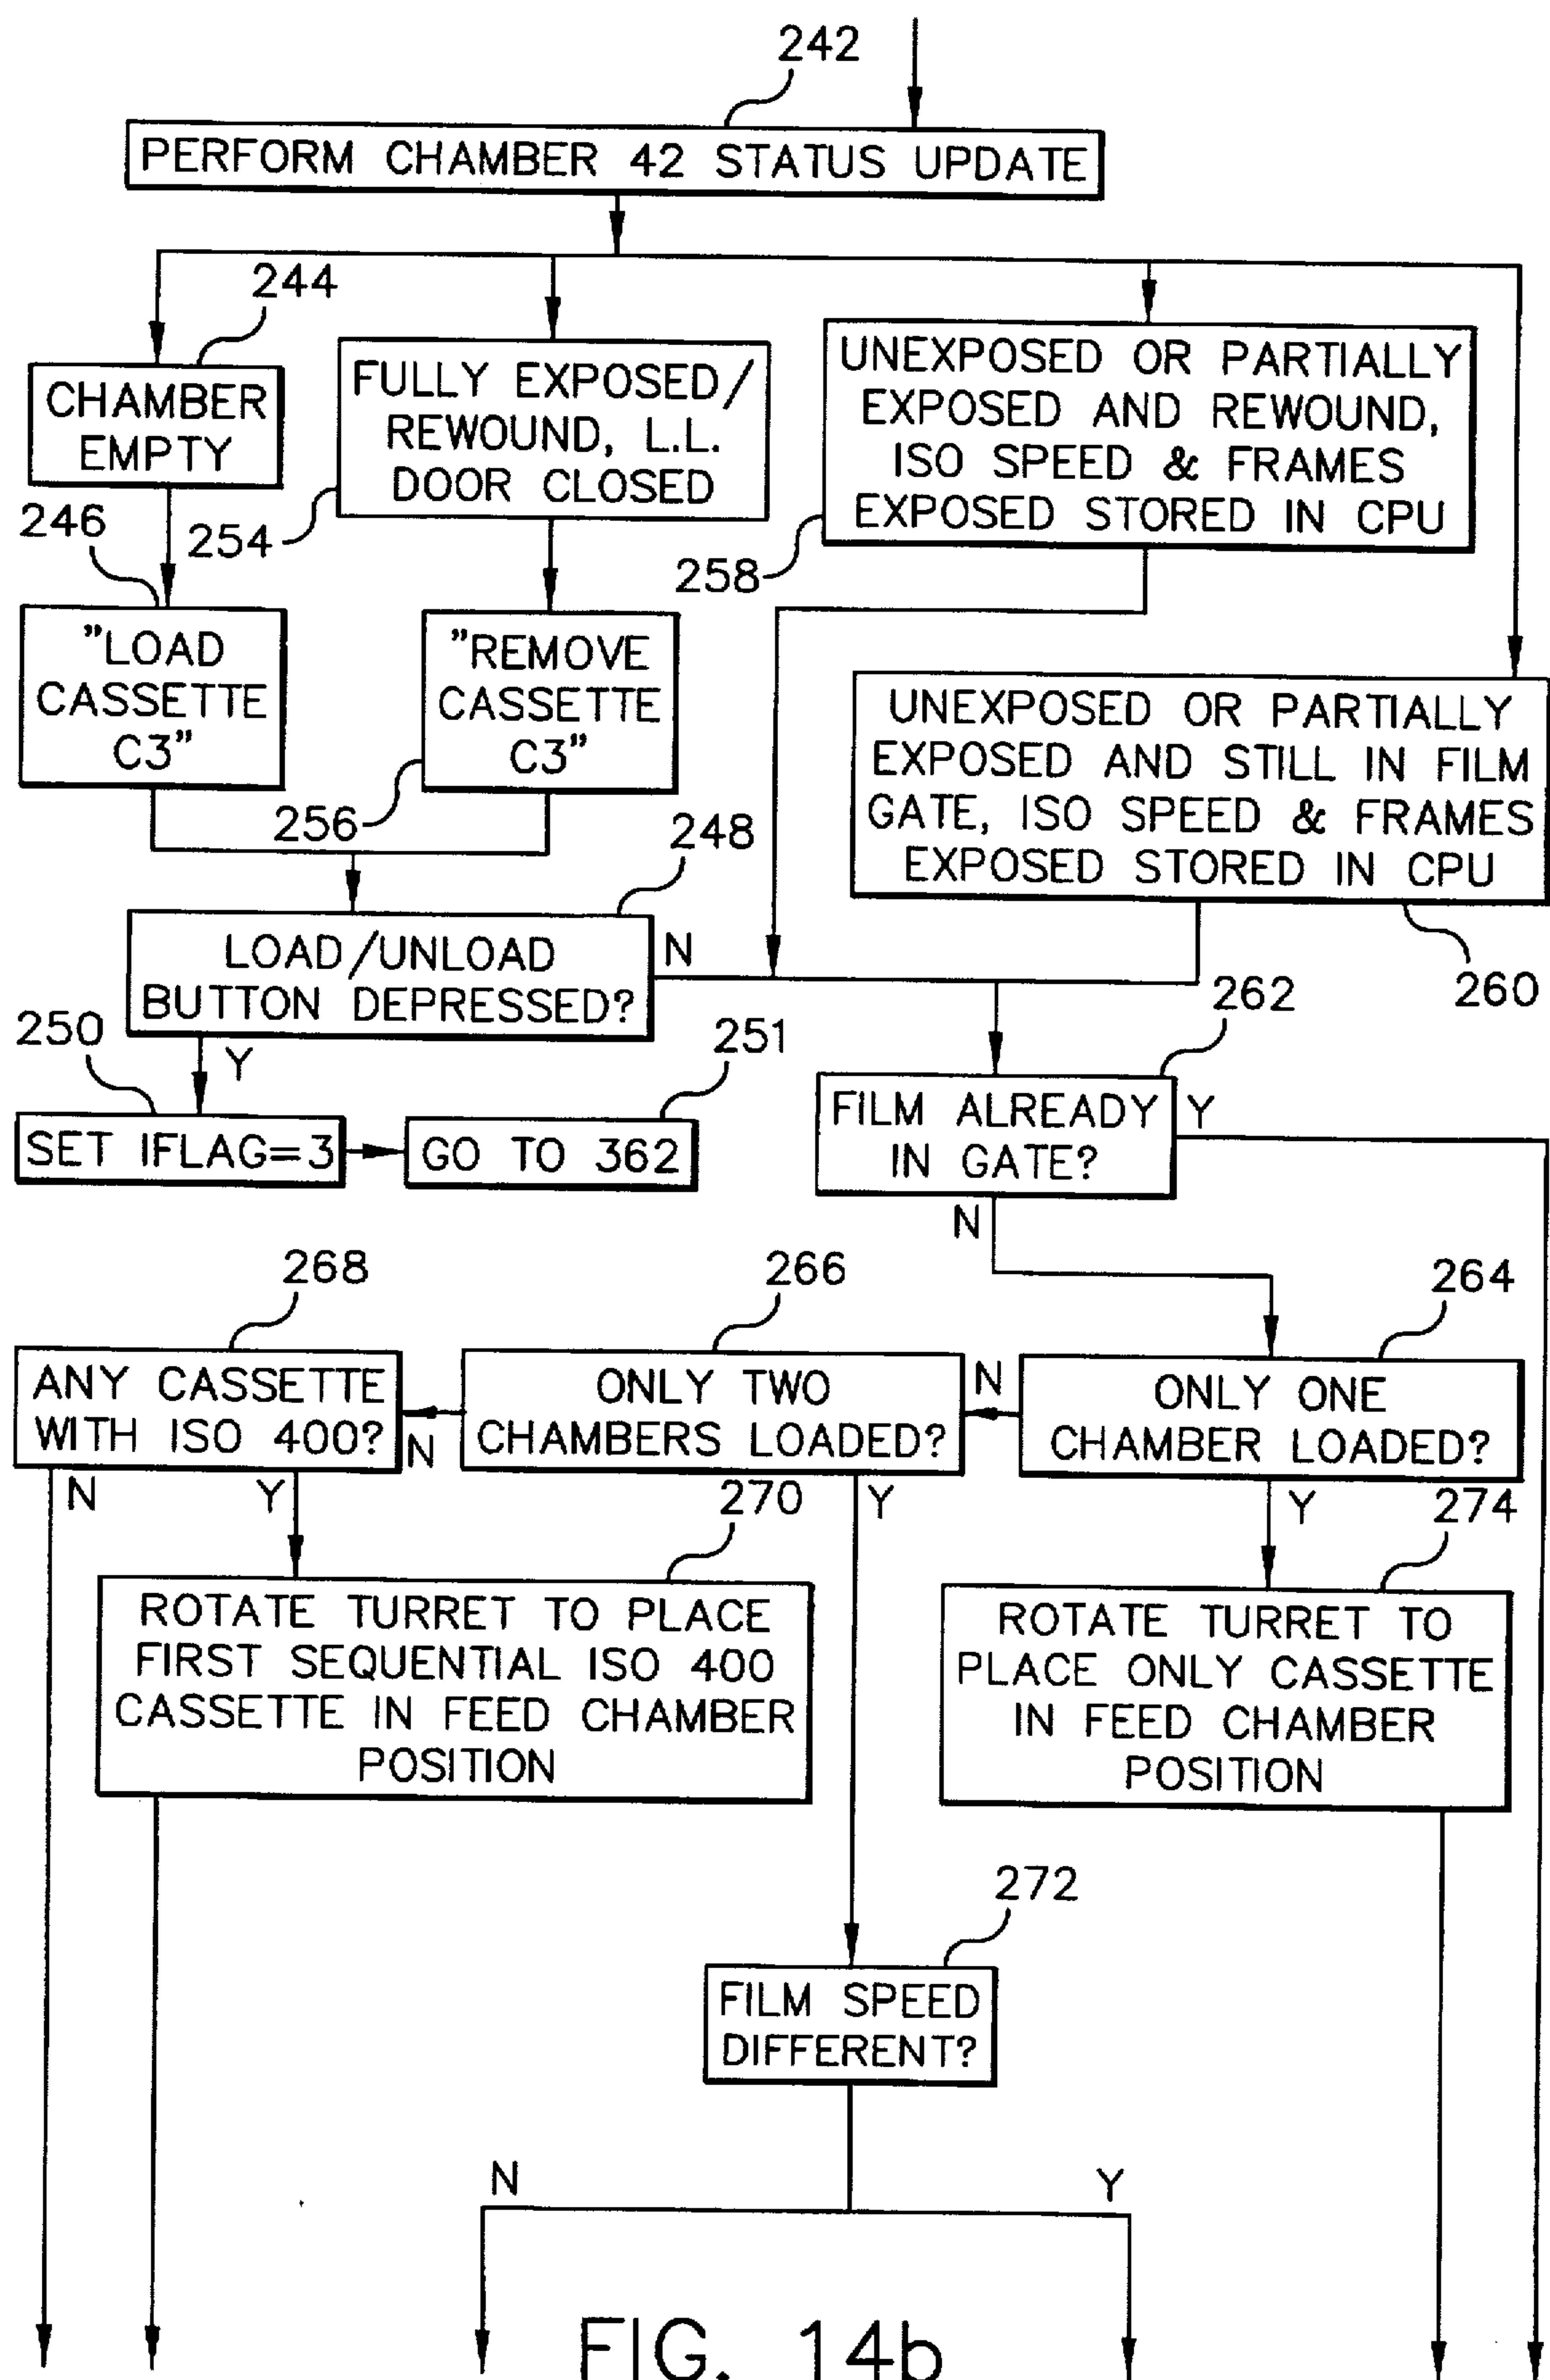 242
PERFORM CHAMBER 42 STATUS UPDATE
244
CHAMBER
EMPTY
FULLY EXPOSED/
REWOUND, L.L.
DOOR CLOSED
254
UNEXPOSED OR PARTIALLY
EXPOSED AND REWOUND,
ISO SPEED & FRAMES
EXPOSED STORED IN CPU
258
246
"LOAD
CASSETTE
C3"
"REMOVE
CASSETTE
C3"
256
UNEXPOSED OR PARTIALLY
EXPOSED AND STILL IN FILM
GATE, ISO SPEED & FRAMES
EXPOSED STORED IN CPU
260
248
LOAD/UNLOAD
BUTTON DEPRESSED?
N
Y
250
SET IFLAG=3
251
GO TO 362
262
FILM ALREADY
IN GATE?
Y
N
264
ONLY ONE
CHAMBER LOADED?
N
Y
266
ONLY TWO
CHAMBERS LOADED?
N
Y
268
ANY CASSETTE
WITH ISO 400?
N
Y
270
ROTATE TURRET TO PLACE
FIRST SEQUENTIAL ISO 400
CASSETTE IN FEED CHAMBER
POSITION
274
ROTATE TURRET TO
PLACE ONLY CASSETTE
IN FEED CHAMBER
POSITION
272
FILM SPEED
DIFFERENT?
N
Y
FIG. 14b